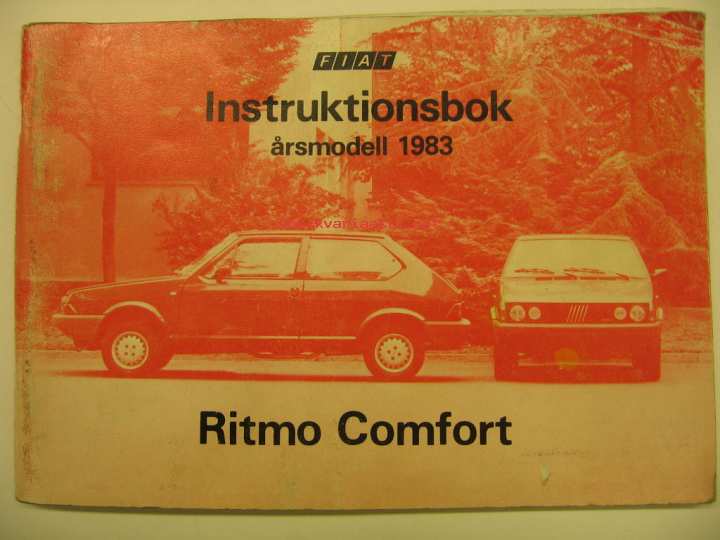 FIAT
Instruktionsbok
årsmodell 1983
Ritmo Comfort